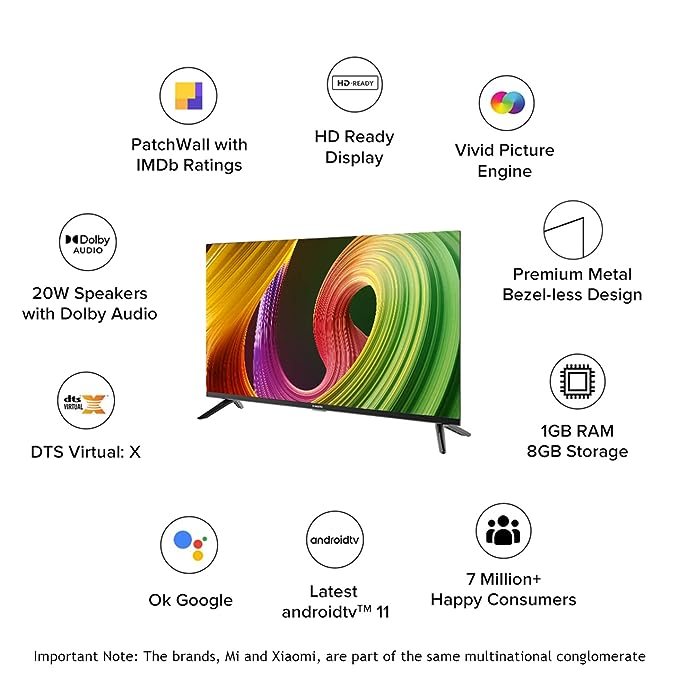 HD-READY
PatchWall with
IMDb Ratings
HD Ready
Display
Vivid Picture
Engine
Dolby
AUDIO
20W Speakers
with Dolby Audio
Premium Metal
Bezel-less Design
dts
VIRTUAL X
DTS Virtual: X
1GB RAM
8GB Storage
androidtv
Ok Google
Latest
androidtv™ 11
7 Million+
Happy Consumers
Important Note: The brands, Mi and Xiaomi, are part of the same multinational conglomerate